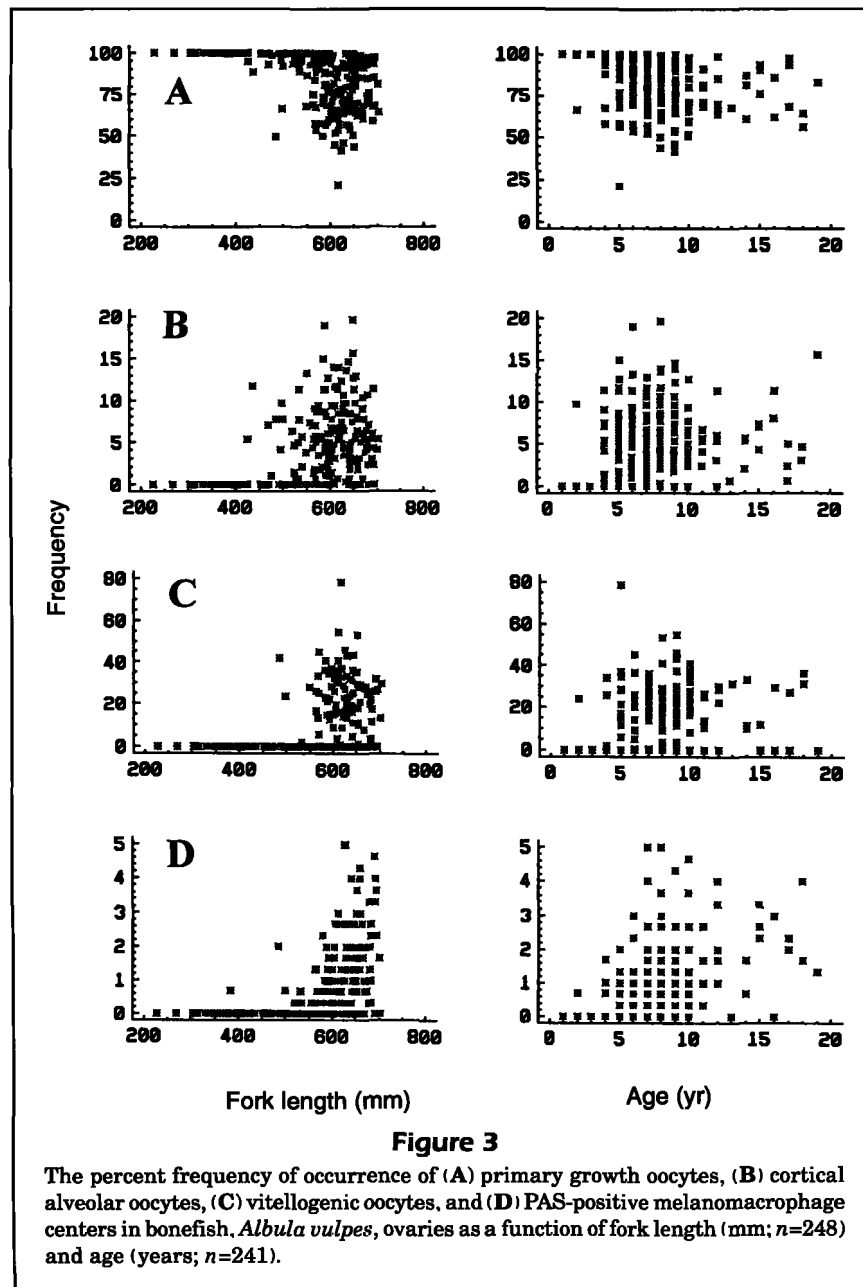 A
100
75
50
25
0
200 400 600 800
0 5 10 15 20
B
20
15
10
5
0
200 400 600 800
20
15
10
5
0
0 5 10 15 20
Frequency
C
80
60
40
20
0
200 400 600 800
80
60
40
20
0
0 5 10 15 20
D
5
4
3
2
1
0
200 400 600 800
5
4
3
2
1
0
0 5 10 15 20
100
75
50
25
0
Fork length (mm) Age (yr)
Figure 3
The percent frequency of occurrence of (A) primary growth oocytes, (B) cortical
alveolar oocytes, (C) vitellogenic oocytes, and (D) PAS-positive melanomacrophage
centers in bonefish, Albula vulpes, ovaries as a function of fork length (mm; n=248)
and age (years; n=241).